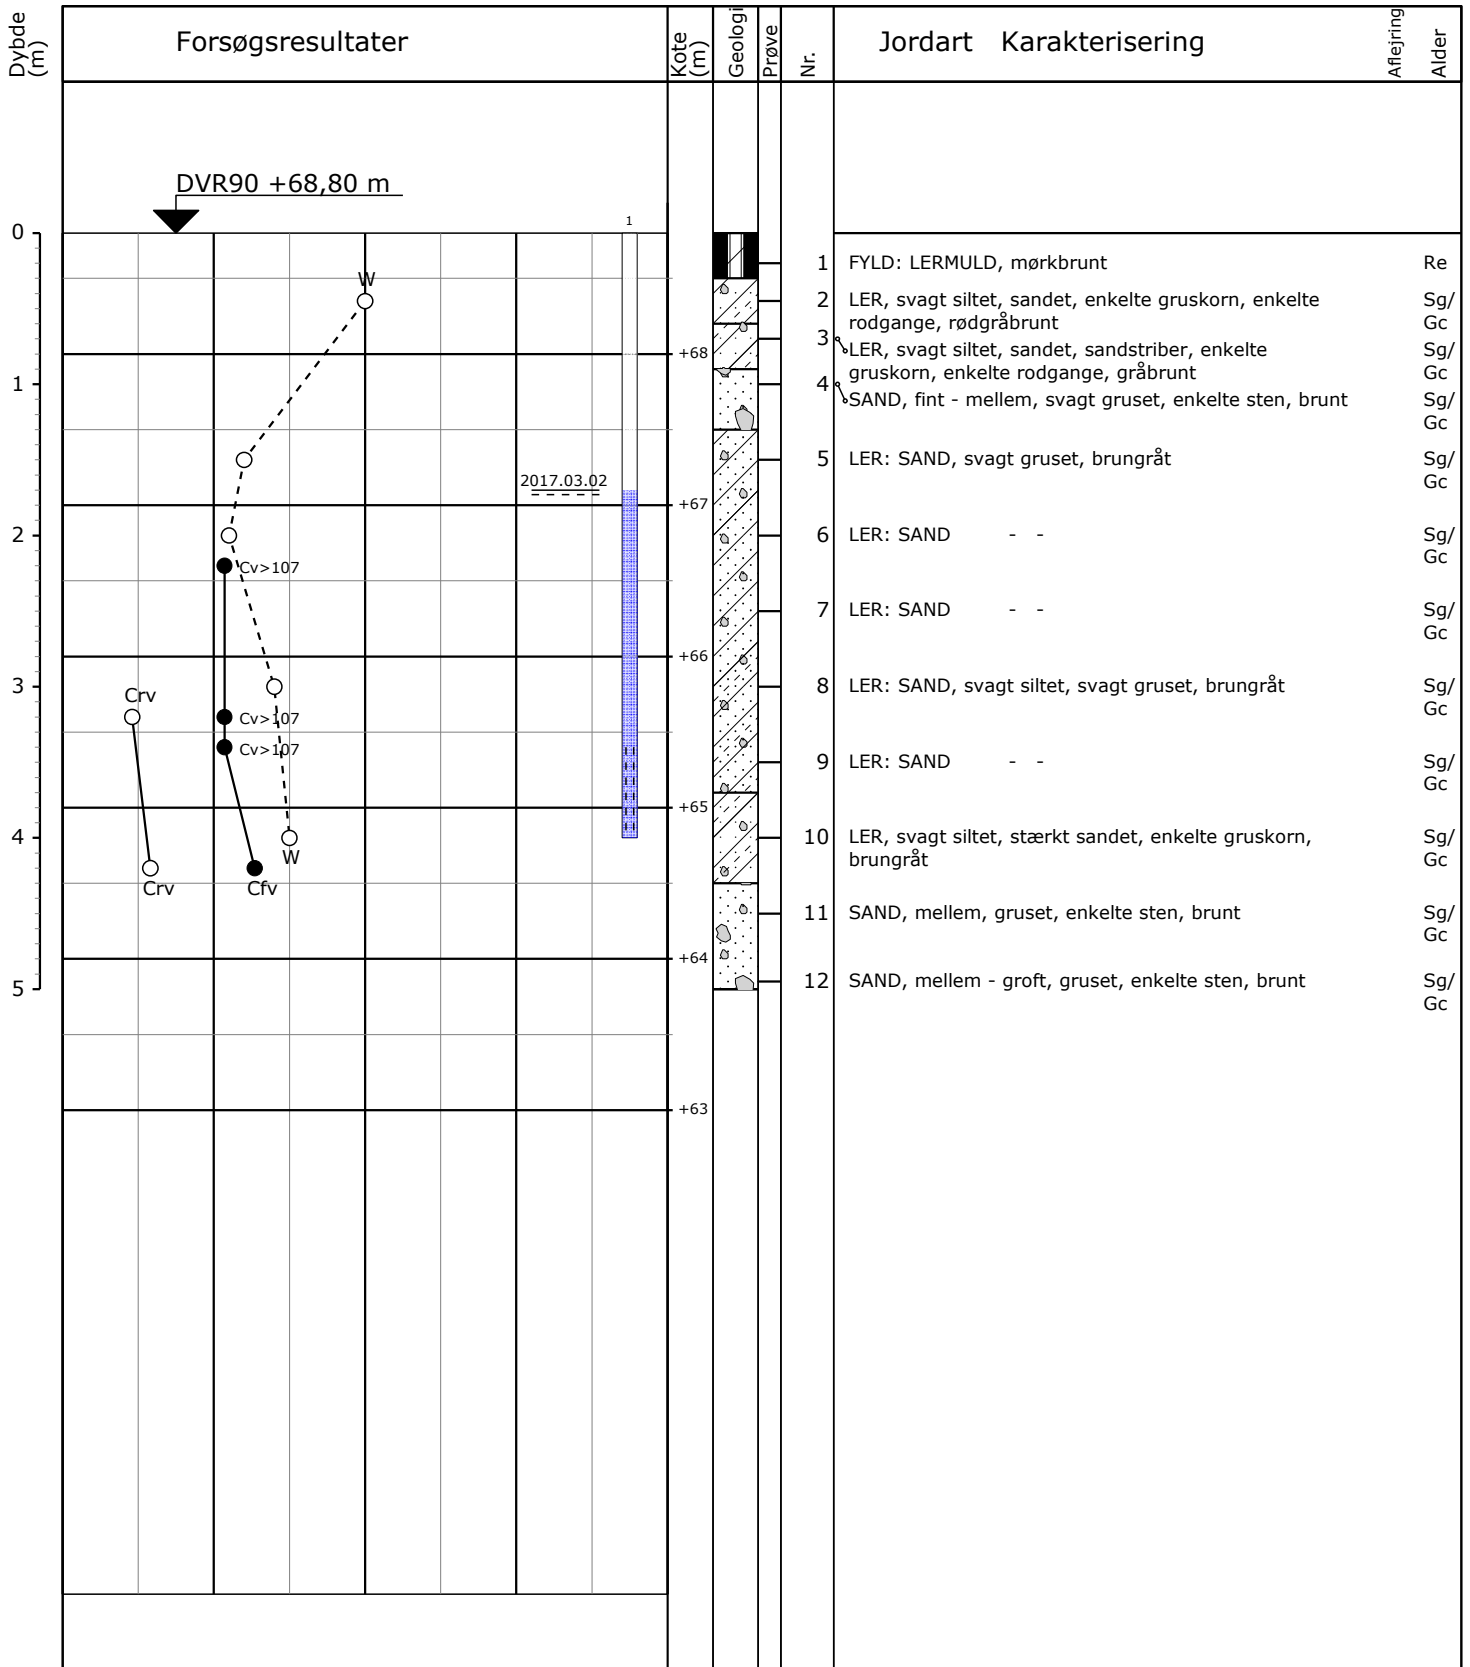 Dybde
(m)
Forsøgsresultater
Kote
(m)
Geologi
Prøve
Nr.
Jordart Karakterisering
Aflejring
Alder
DVR90 +68,80 m
1
0
1
2
3
4
5
W
2017.03.02
Cv>107
Crv
Cv>107
Cv>107
W
Crv
Cfv
+68
+67
+66
+65
+64
+63
1 FYLD: LERMULD, mørkbrunt Re
2 LER, svagt siltet, sandet, enkelte gruskorn, enkelte Sg/
rodgange, rødgråbrunt Gc
3 LER, svagt siltet, sandet, sandstriber, enkelte Sg/
gruskorn, enkelte rodgange, gråbrunt Gc
4 SAND, fint - mellem, svagt gruset, enkelte sten, brunt Sg/
Gc
5 LER: SAND, svagt gruset, brungråt Sg/
Gc
6 LER: SAND - - Sg/
Gc
7 LER: SAND - - Sg/
Gc
8 LER: SAND, svagt siltet, svagt gruset, brungråt Sg/
Gc
9 LER: SAND - - Sg/
Gc
10 LER, svagt siltet, stærkt sandet, enkelte gruskorn, Sg/
brungråt Gc
11 SAND, mellem, gruset, enkelte sten, brunt Sg/
Gc
12 SAND, mellem - groft, gruset, enkelte sten, brunt Sg/
Gc